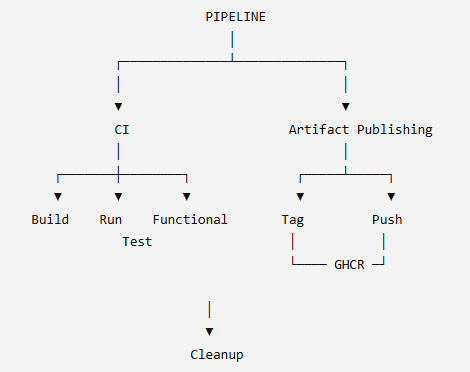 PIPELINE
CI Artifact Publishing
Build Run Functional Tag Push
Test
GHCR
Cleanup